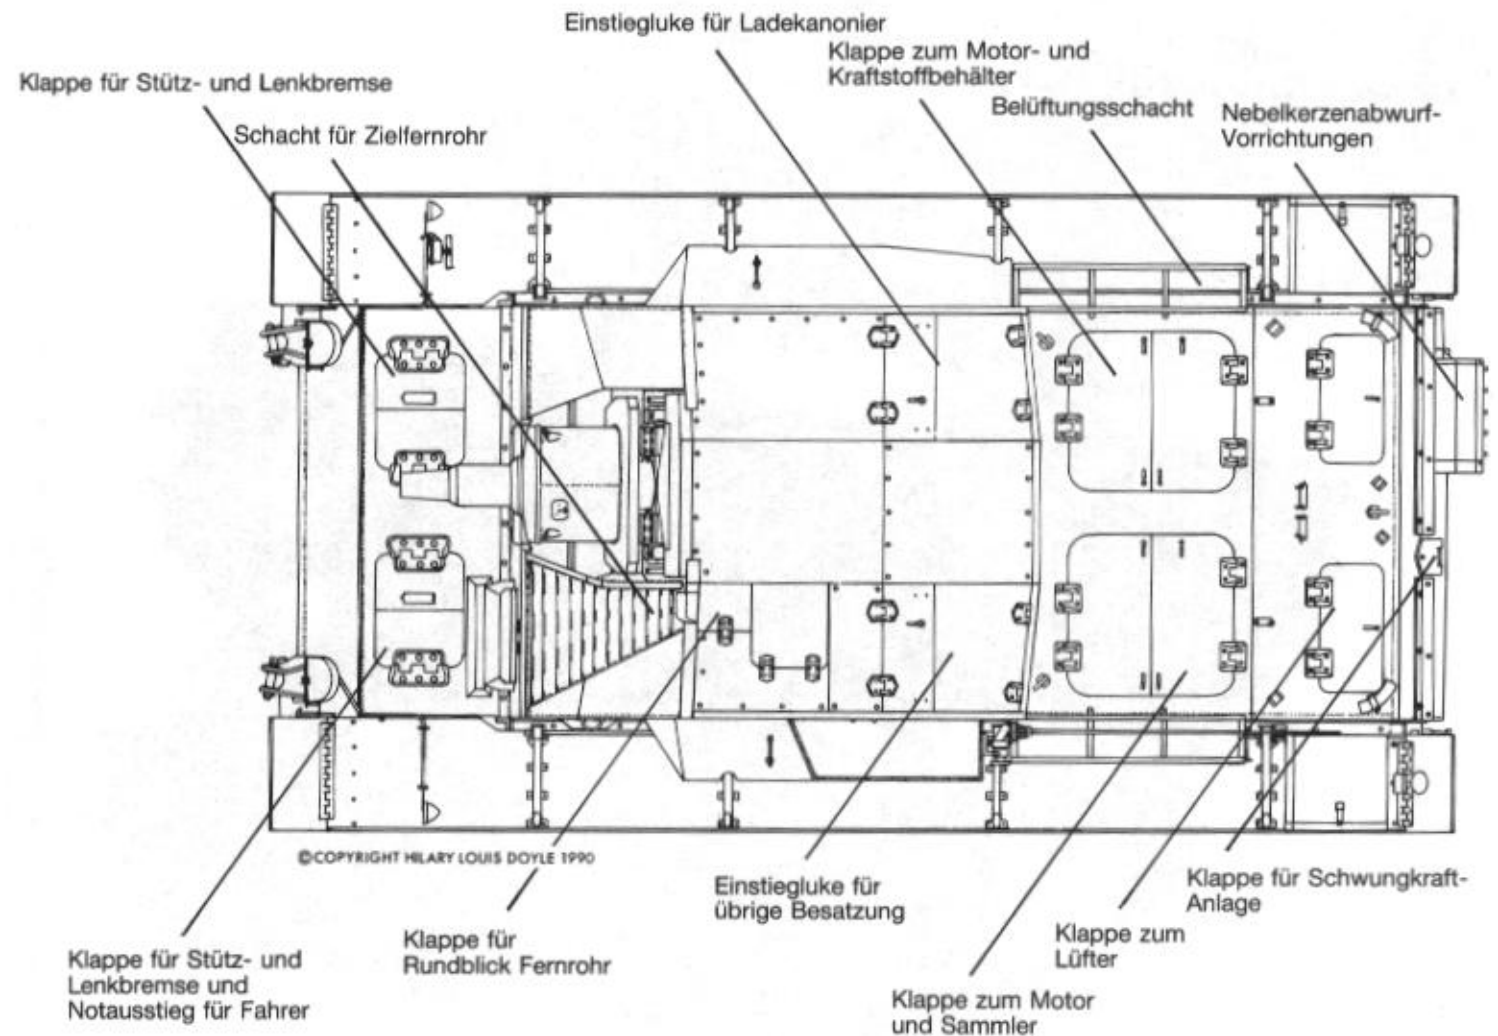 Einstiegluke für Ladekanonier
Klappe zum Motor- und
Kraftstoffbehälter
Klappe für Stütz- und Lenkbremse
Belüftungsschacht
Nebelkerzenabwurf-
Vorrichtungen
Schacht für Zielfernrohr
©COPYRIGHT HILARY LOUIS DOYLE 1990
Klappe für Stütz- und
Lenkbremse und
Notausstieg für Fahrer
Klappe für
Rundblick Fernrohr
Einstiegluke für
übrige Besatzung
Klappe zum Motor
und Sammler
Klappe zum
Lüfter
Klappe für Schwungkraft-
Anlage